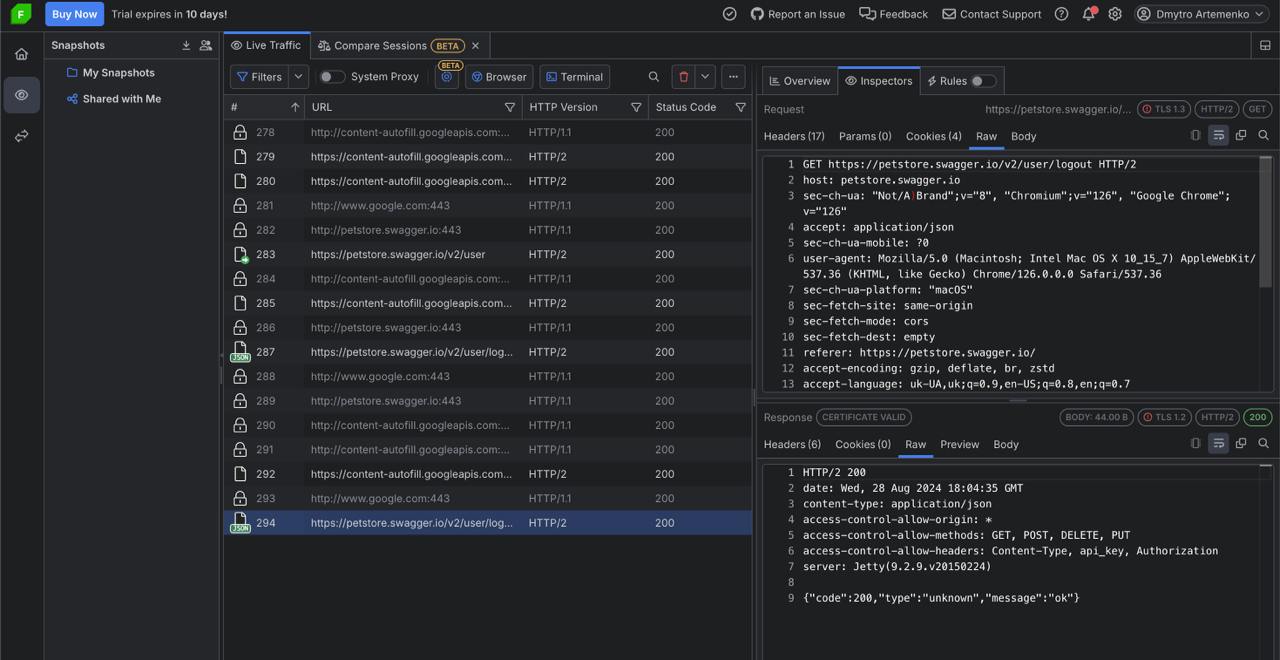 F Buy Now Trial expires in 10 days! Report an Issue Feedback Contact Support Dmytro Artemenko
Snapshots
My Snapshots
Shared with Me
Live Traffic Compare Sessions BETA
Filters System Proxy BETA Browser Terminal
# URL HTTP Version Status Code
278 http://content-autofill.googleapis.com:... HTTP/1.1 200
279 https://content-autofill.googleapis.com... HTTP/2 200
280 https://content-autofill.googleapis.com... HTTP/2 200
281 http://www.google.com:443 HTTP/1.1 200
282 http://petstore.swagger.io:443 HTTP/1.1 200
283 https://petstore.swagger.io/v2/user HTTP/2 200
284 http://content-autofill.googleapis.com:... HTTP/1.1 200
285 https://content-autofill.googleapis.com... HTTP/2 200
286 http://petstore.swagger.io:443 HTTP/1.1 200
JSON 287 https://petstore.swagger.io/v2/user/log... HTTP/2 200
288 http://www.google.com:443 HTTP/1.1 200
289 http://petstore.swagger.io:443 HTTP/1.1 200
290 http://content-autofill.googleapis.com:... HTTP/1.1 200
291 http://content-autofill.googleapis.com:... HTTP/1.1 200
292 https://content-autofill.googleapis.com... HTTP/2 200
293 http://www.google.com:443 HTTP/1.1 200
JSON 294 https://petstore.swagger.io/v2/user/log... HTTP/2 200
Overview Inspectors Rules
Request https://petstore.swagger.io/... TLS 1.3 HTTP/2 GET
Headers (17) Params (0) Cookies (4) Raw Body
1 GET https://petstore.swagger.io/v2/user/logout HTTP/2
2 host: petstore.swagger.io
3 sec-ch-ua: "Not/A)Brand";v="8", "Chromium";v="126", "Google Chrome";
v="126"
4 accept: application/json
5 sec-ch-ua-mobile: ?0
6 user-agent: Mozilla/5.0 (Macintosh; Intel Mac OS X 10_15_7) AppleWebKit/
537.36 (KHTML, like Gecko) Chrome/126.0.0.0 Safari/537.36
7 sec-ch-ua-platform: "macOS"
8 sec-fetch-site: same-origin
9 sec-fetch-mode: cors
10 sec-fetch-dest: empty
11 referer: https://petstore.swagger.io/
12 accept-encoding: gzip, deflate, br, zstd
13 accept-language: uk-UA,uk;q=0.9,en-US;q=0.8,en;q=0.7
Response CERTIFICATE VALID BODY: 44.00 B TLS 1.2 HTTP/2 200
Headers (6) Cookies (0) Raw Preview Body
1 HTTP/2 200
2 date: Wed, 28 Aug 2024 18:04:35 GMT
3 content-type: application/json
4 access-control-allow-origin: *
5 access-control-allow-methods: GET, POST, DELETE, PUT
6 access-control-allow-headers: Content-Type, api_key, Authorization
7 server: Jetty(9.2.9.v20150224)
8
9 {"code":200,"type":"unknown","message":"ok"}